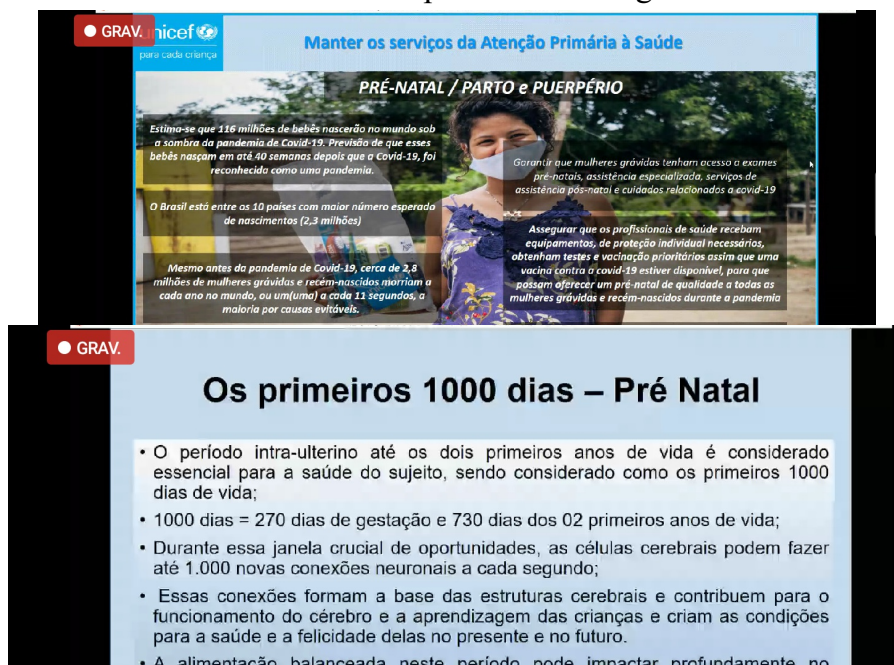 GRAV.
unicef
para cada criança
Manter os serviços da Atenção Primária à Saúde
PRÉ-NATAL / PARTO e PUERPÉRIO
Estima-se que 116 milhões de bebês nascerão no mundo sob
a sombra da pandemia de Covid-19. Previsão de que esses
bebês nasçam em até 40 semanas depois que a Covid-19, foi
reconhecida como uma pandemia.
O Brasil está entre os 10 países com maior número esperado
de nascimentos (2,3 milhões)
Mesmo antes da pandemia de Covid-19, cerca de 2,8
milhões de mulheres grávidas e recém-nascidos morriam a
cada ano no mundo, ou um(uma) a cada 11 segundos, a
maioria por causas evitáveis.
Garantir que mulheres grávidas tenham acesso a exames
pré-natais, assistência especializada, serviços de
assistência pós-natal e cuidados relacionados a covid-19
Assegurar que os profissionais de saúde recebam
equipamentos, de proteção individual necessários,
obtenham testes e vacinação prioritários assim que uma
vacina contra a covid-19 estiver disponível, para que
possam oferecer um pré-natal de qualidade a todas as
mulheres grávidas e recém-nascidos durante a pandemia
GRAV.
Os primeiros 1000 dias – Pré Natal
• O período intra-ulterino até os dois primeiros anos de vida é considerado
essencial para a saúde do sujeito, sendo considerado como os primeiros 1000
dias de vida;
• 1000 dias = 270 dias de gestação e 730 dias dos 02 primeiros anos de vida;
• Durante essa janela crucial de oportunidades, as células cerebrais podem fazer
até 1.000 novas conexões neuronais a cada segundo;
• Essas conexões formam a base das estruturas cerebrais e contribuem para o
funcionamento do cérebro e a aprendizagem das crianças e criam as condições
para a saúde e a felicidade delas no presente e no futuro.
• A alimentação balanceada neste período pode impactar profundamente no